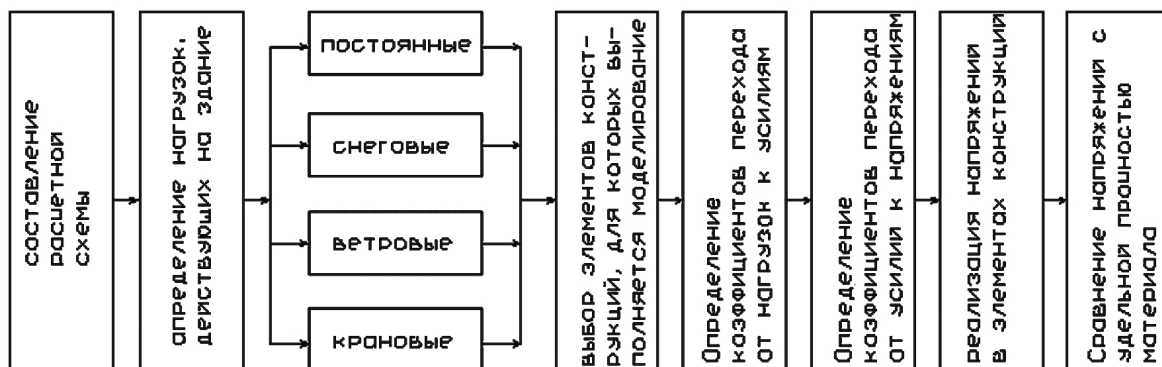 составление
расчетной
схемы
апределение нагрузок,
действующих на здание
постоянные
снеговые
ветровые
крановые
выбор элементов конст-
рукций, для которых вы-
полняется моделирование
Определение
коэффициентов перехода
от нагрузок к усилиям
Определение
коэффициентов перехода
от усилий к напряжениям
реализация напряжений
в элементах конструкций
Сравнение напряжений с
удельной прочностью
материала